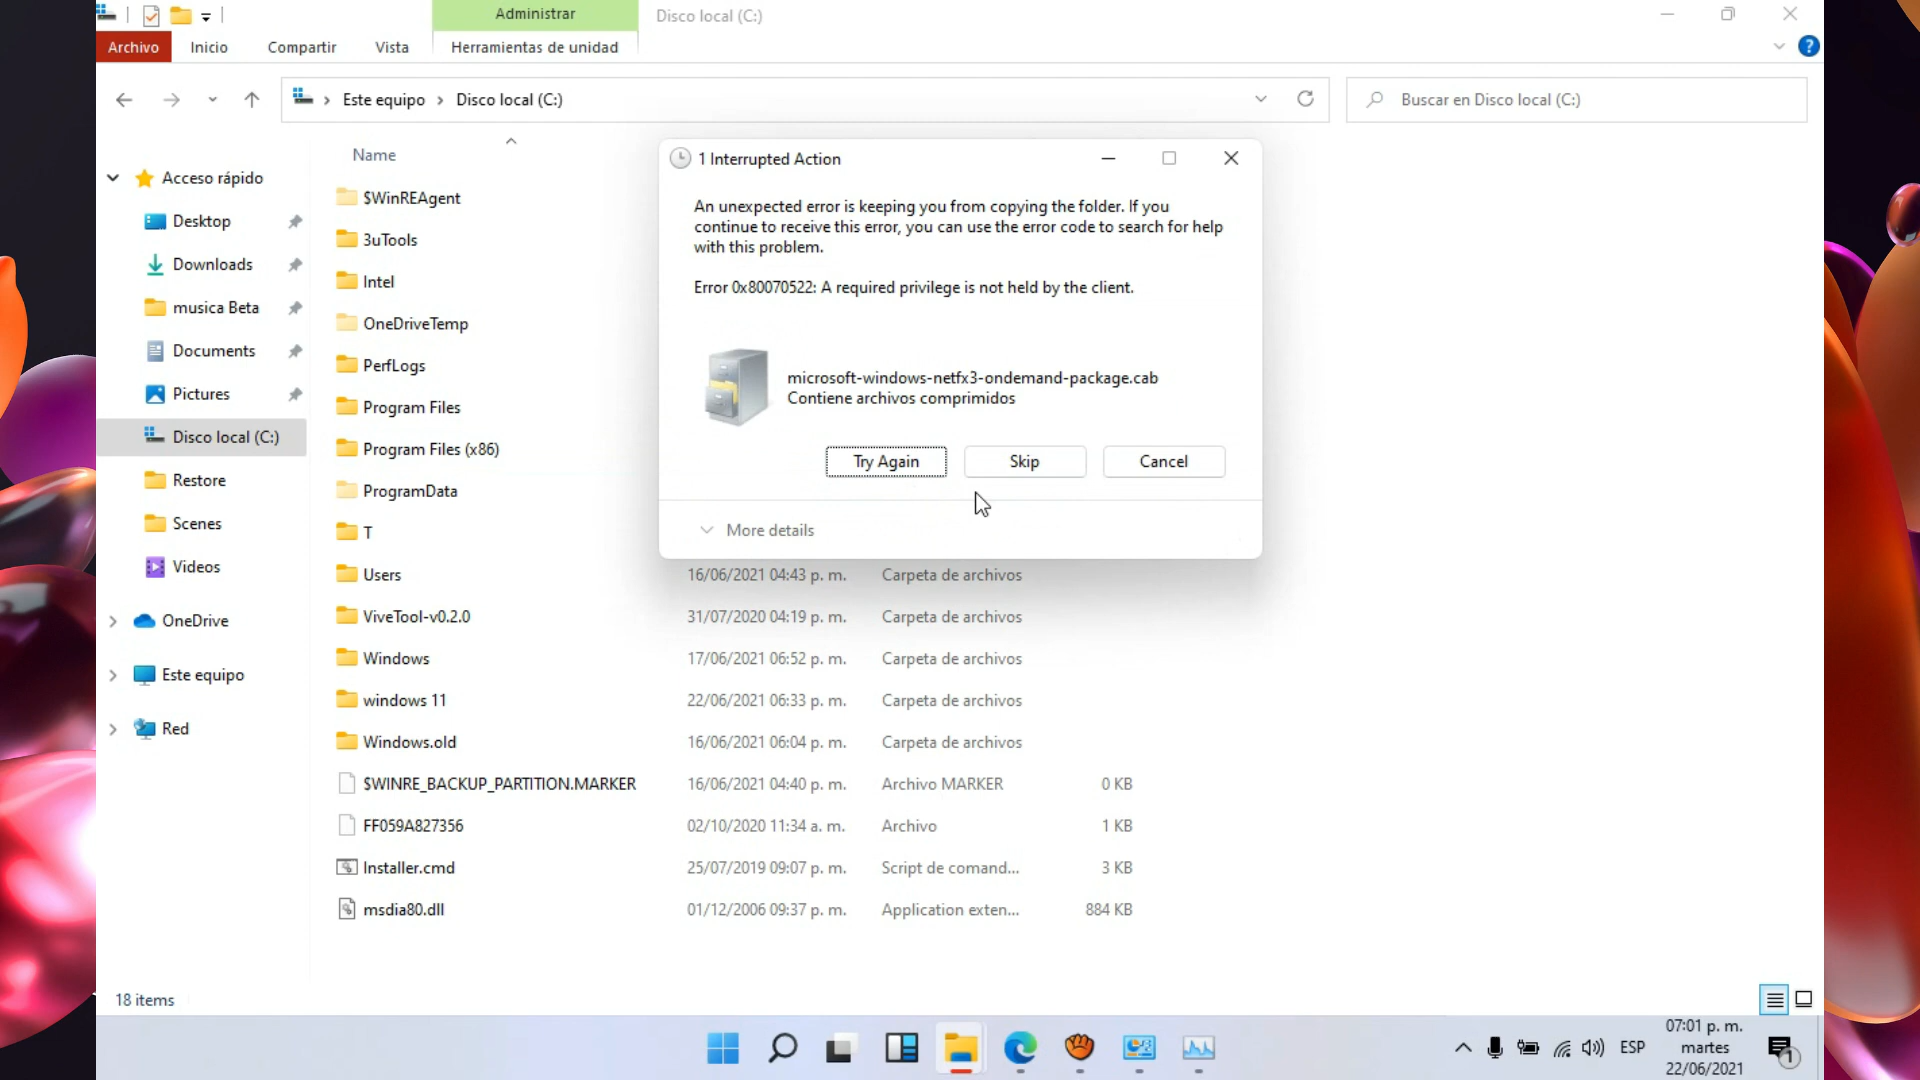 Administrar
Disco local (C:)
Archivo
Inicio
Compartir
Vista
Herramientas de unidad
?
Este equipo
Disco local (C:)
Buscar en Disco local (C:)
Name
Acceso rápido
Desktop
Downloads
musica Beta
Documents
Pictures
Disco local (C:)
Restore
Scenes
Videos
OneDrive
Este equipo
Red
$WinREAgent
3uTools
Intel
OneDriveTemp
PerfLogs
Program Files
Program Files (x86)
ProgramData
T
Users 16/06/2021 04:43 p. m. Carpeta de archivos
ViveTool-v0.2.0 31/07/2020 04:19 p. m. Carpeta de archivos
Windows 17/06/2021 06:52 p. m. Carpeta de archivos
windows 11 22/06/2021 06:33 p. m. Carpeta de archivos
Windows.old 16/06/2021 06:04 p. m. Carpeta de archivos
$WINRE_BACKUP_PARTITION.MARKER 16/06/2021 04:40 p. m. Archivo MARKER 0 KB
FF059A827356 02/10/2020 11:34 a. m. Archivo 1 KB
Installer.cmd 25/07/2019 09:07 p. m. Script de comand... 3 KB
msdia80.dll 01/12/2006 09:37 p. m. Application exten... 884 KB
1 Interrupted Action
An unexpected error is keeping you from copying the folder. If you
continue to receive this error, you can use the error code to search for help
with this problem.
Error 0x80070522: A required privilege is not held by the client.
microsoft-windows-netfx3-ondemand-package.cab
Contiene archivos comprimidos
Try Again
Skip
Cancel
More details
18 items
ESP
07:01 p. m.
martes
22/06/2021
1